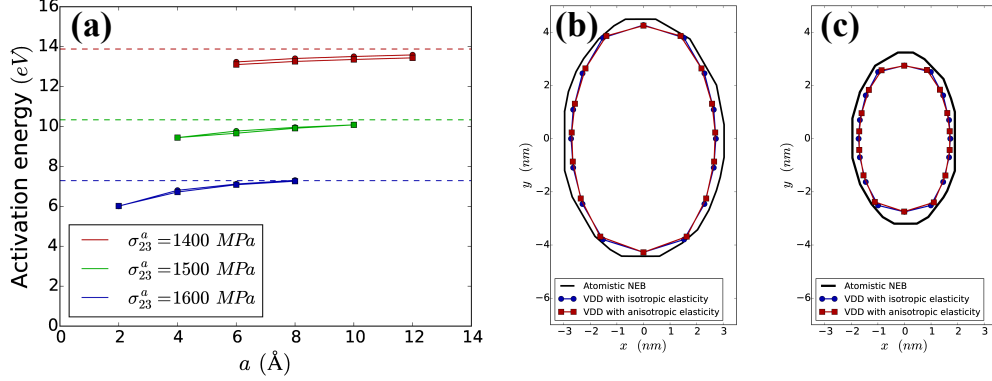 (a)
Activation energy (eV)
16
14
12
10
8
6
4
2
0
σ₂₃ᵃ = 1400 MPa
σ₂₃ᵃ = 1500 MPa
σ₂₃ᵃ = 1600 MPa
0 2 4 6 8 10 12 14
a (Å)
(b)
y (nm)
4
2
0
−2
−4
−6
Atomistic NEB
VDD with isotropic elasticity
VDD with anisotropic elasticity
−3 −2 −1 0 1 2 3
x (nm)
(c)
y (nm)
4
2
0
−2
−4
−6
Atomistic NEB
VDD with isotropic elasticity
VDD with anisotropic elasticity
−3 −2 −1 0 1 2 3
x (nm)